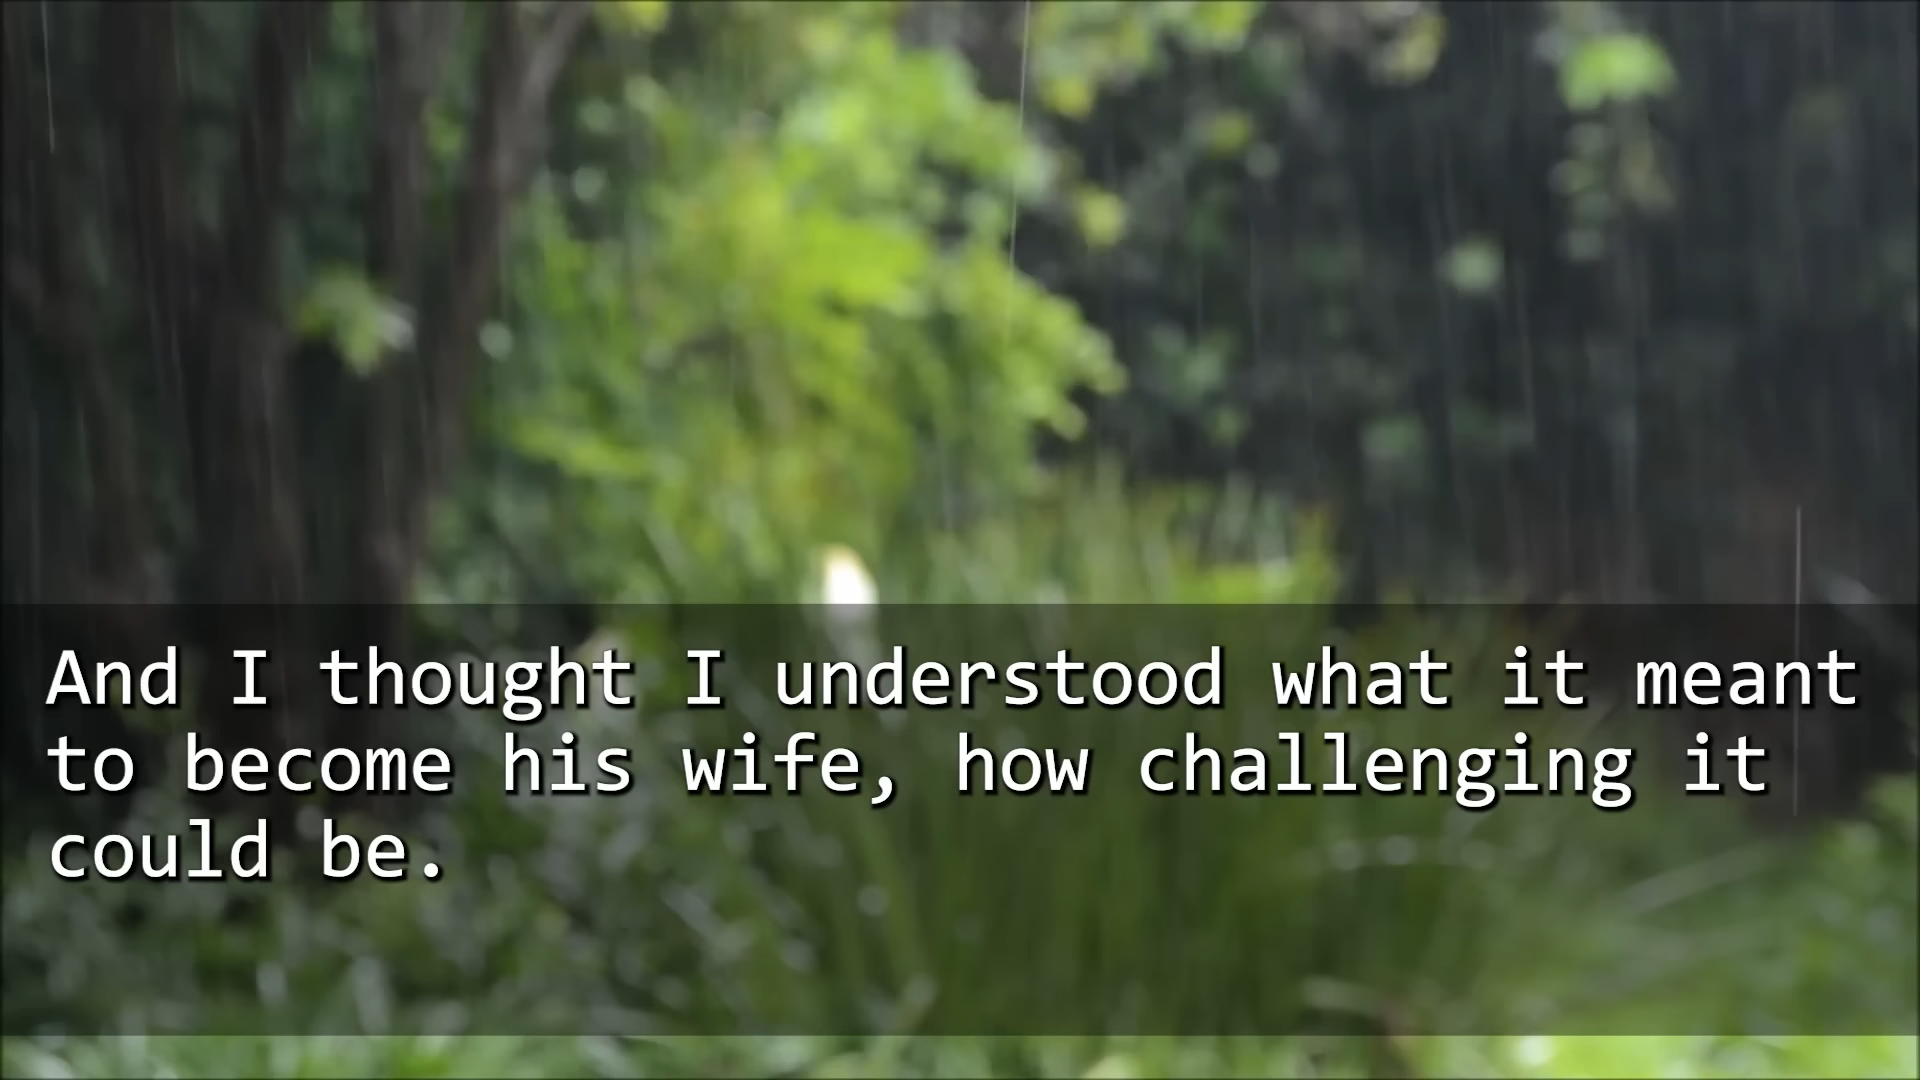 And I thought I understood what it meant
to become his wife, how challenging it
could be.